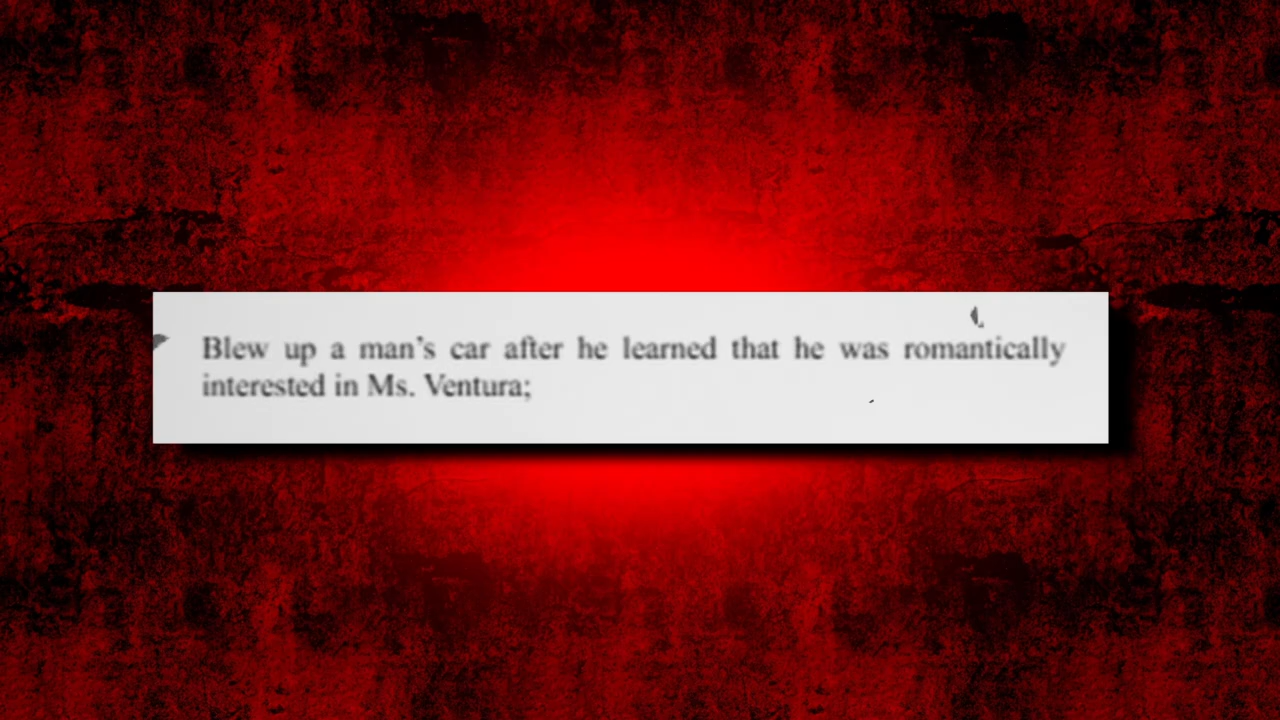 Blew up a man’s car after he learned that he was romantically
interested in Ms. Ventura;